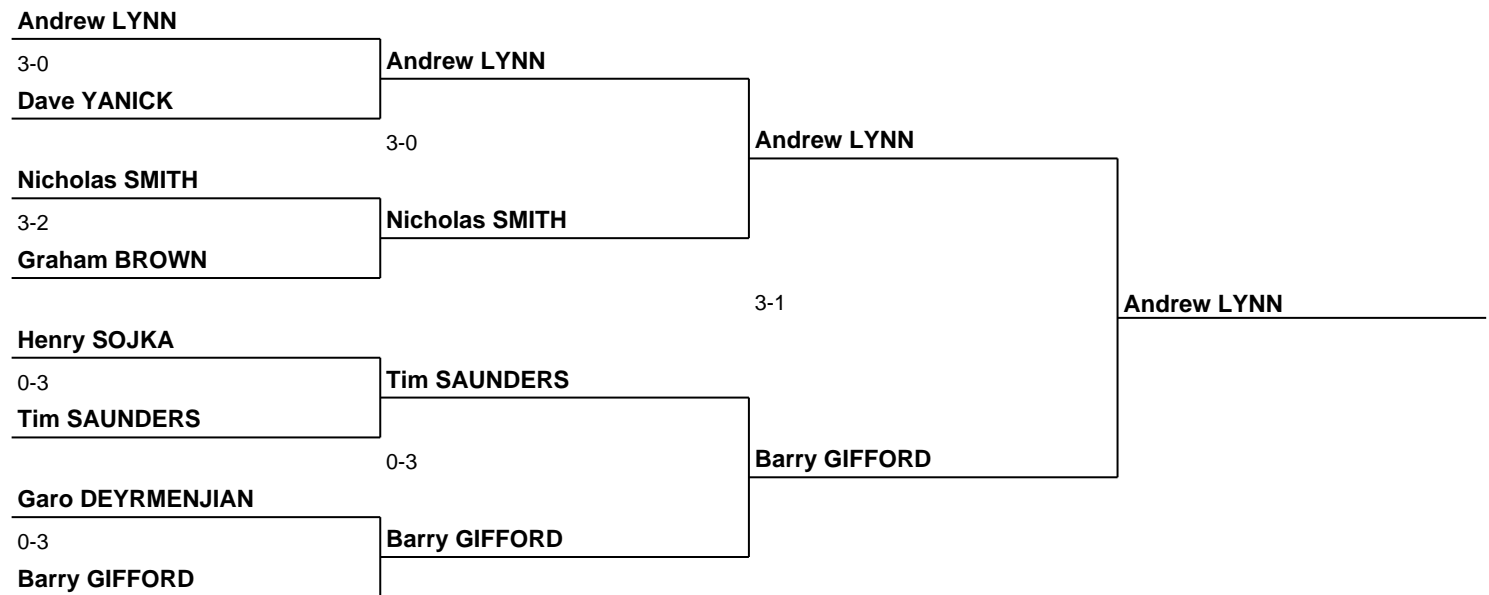 Andrew LYNN
3-0
Andrew LYNN
Dave YANICK
3-0
Andrew LYNN
Nicholas SMITH
3-2
Nicholas SMITH
Graham BROWN
3-1
Andrew LYNN
Henry SOJKA
0-3
Tim SAUNDERS
Tim SAUNDERS
0-3
Barry GIFFORD
Garo DEYRMENJIAN
0-3
Barry GIFFORD
Barry GIFFORD